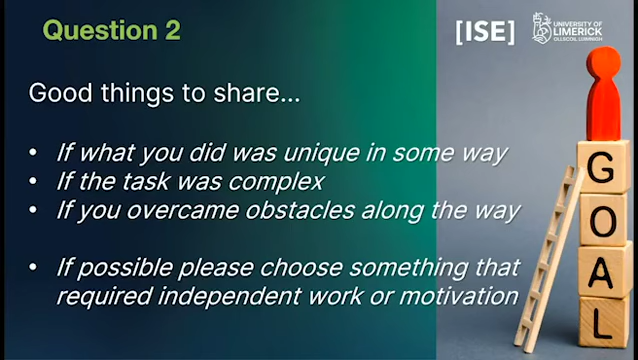 Question 2
[ISE]
UNIVERSITY OF
LIMERICK
OLLSCOIL LUIMNIGH
Good things to share...
• If what you did was unique in some way
• If the task was complex
• If you overcame obstacles along the way
• If possible please choose something that
required independent work or motivation
G
O
A
L